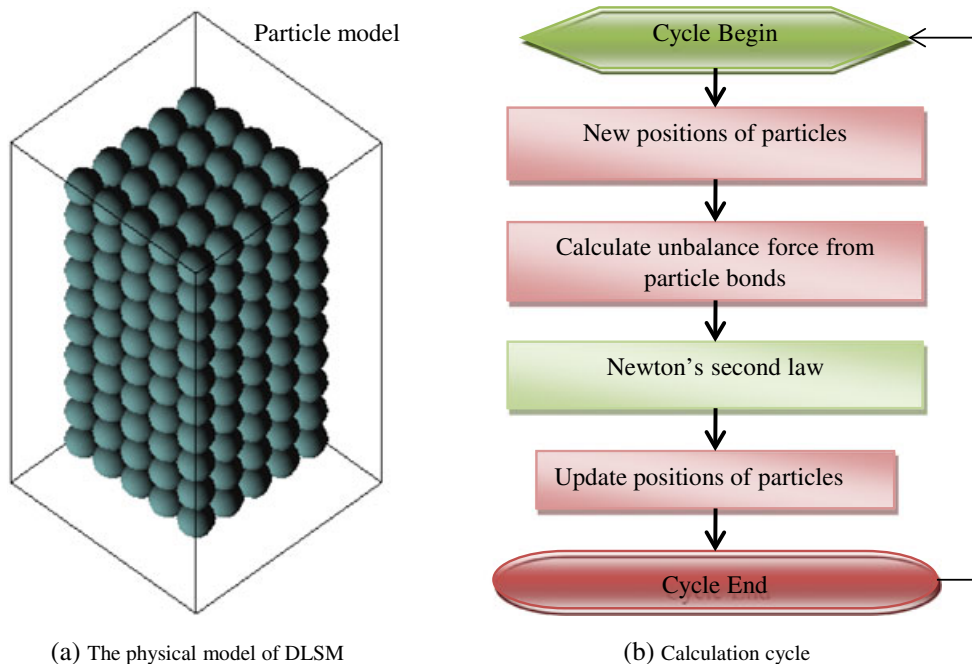 Particle model
(a) The physical model of DLSM
Cycle Begin
New positions of particles
Calculate unbalance force from
particle bonds
Newton’s second law
Update positions of particles
Cycle End
(b) Calculation cycle